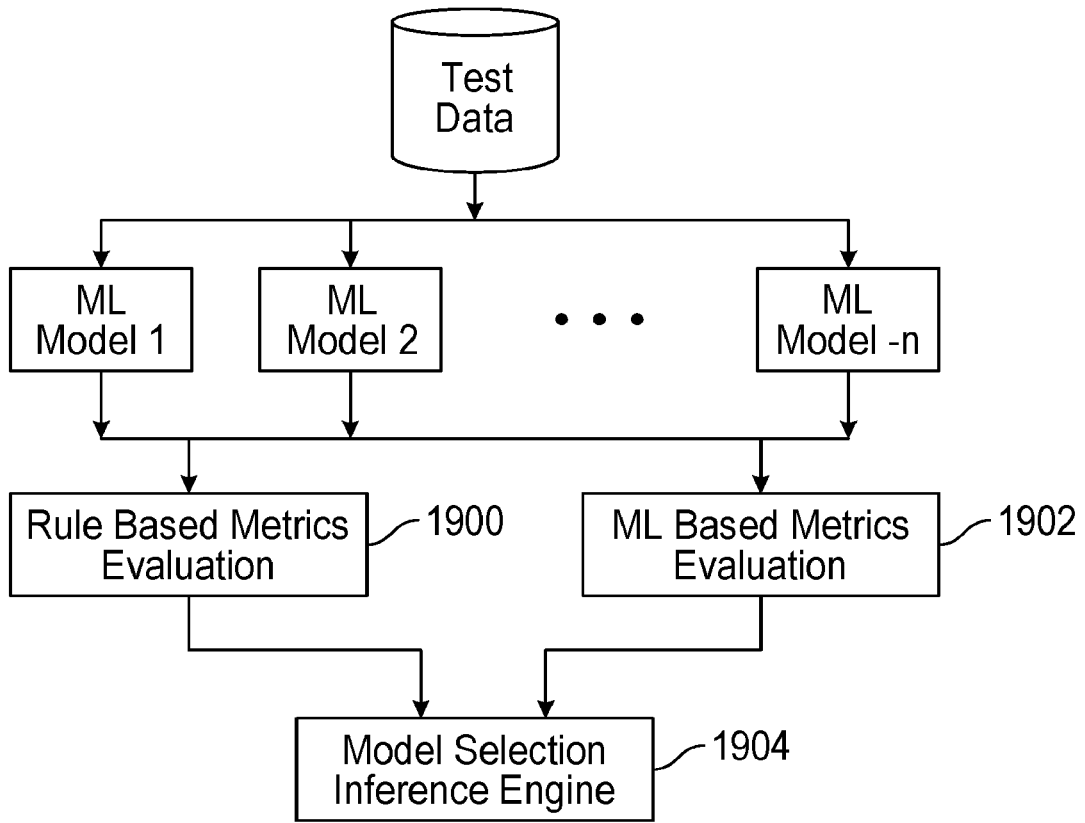 Test
Data
ML
Model 1
ML
Model 2
• • •
ML
Model -n
Rule Based Metrics
Evaluation
1900
ML Based Metrics
Evaluation
1902
Model Selection
Inference Engine
1904